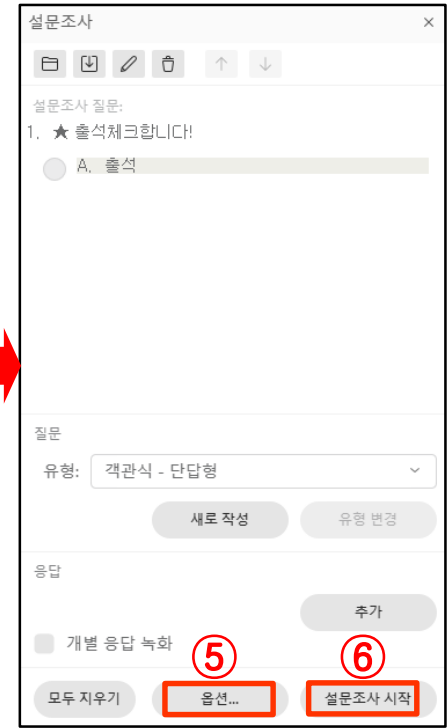 설문조사
설문조사 질문:
1. ★ 출석체크합니다!
A. 출석
질문
유형: 객관식 - 단답형
새로 작성 유형 변경
응답
추가
개별 응답 녹화
⑤ ⑥
모두 지우기 옵션... 설문조사 시작